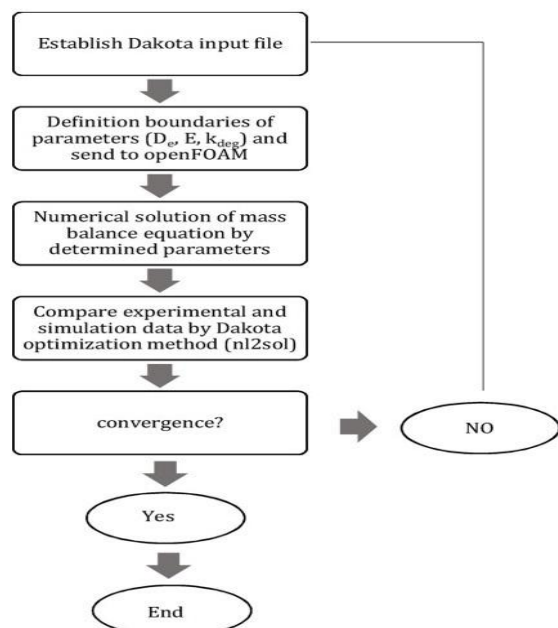 Establish Dakota input file
Definition boundaries of
parameters (Dₑ, E, k_deg) and
send to openFOAM
Numerical solution of mass
balance equation by
determined parameters
Compare experimental and
simulation data by Dakota
optimization method (nl2sol)
convergence?
NO
Yes
End